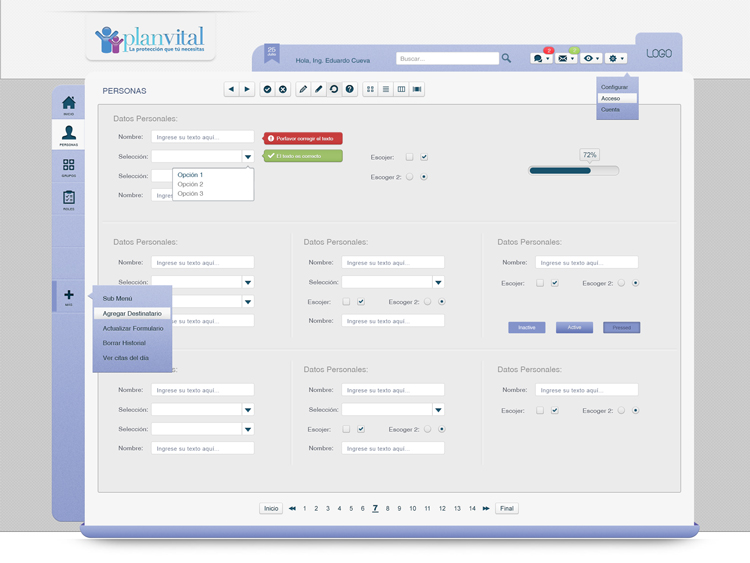 planvital
La protección que tú necesitas
25
Hola, Ing. Eduardo Cueva
Buscar...
LOGO
Configurar
Acceso
Cuenta
INICIO
PERSONAS
GRUPOS
ROLES
MÁS
PERSONAS
Datos Personales:
Nombre: Ingrese su texto aquí...
Porfavor corregir el texto
Selección:
El texto es correcto
Opción 1
Opción 2
Opción 3
Selección:
Nombre: Ingre
Escojer:
Escoger 2:
72%
Datos Personales:
Nombre: Ingrese su texto aquí...
Selección:
Ingrese su texto aquí...
Datos Personales:
Nombre: Ingrese su texto aquí...
Selección:
Escojer: Escoger 2:
Nombre: Ingrese su texto aquí...
Datos Personales:
Nombre: Ingrese su texto aquí...
Escojer: Escoger 2:
Inactive Active Pressed
Sub Menú
Agregar Destinatario
Actualizar Formulario
Borrar Historial
Ver citas del día
s:
Nombre: Ingrese su texto aquí...
Selección:
Selección:
Nombre: Ingrese su texto aquí...
Datos Personales:
Nombre: Ingrese su texto aquí...
Selección:
Escojer: Escoger 2:
Nombre: Ingrese su texto aquí...
Datos Personales:
Nombre: Ingrese su texto aquí...
Escojer: Escoger 2:
Inicio 1 2 3 4 5 6 7 8 9 10 11 12 13 14 Final